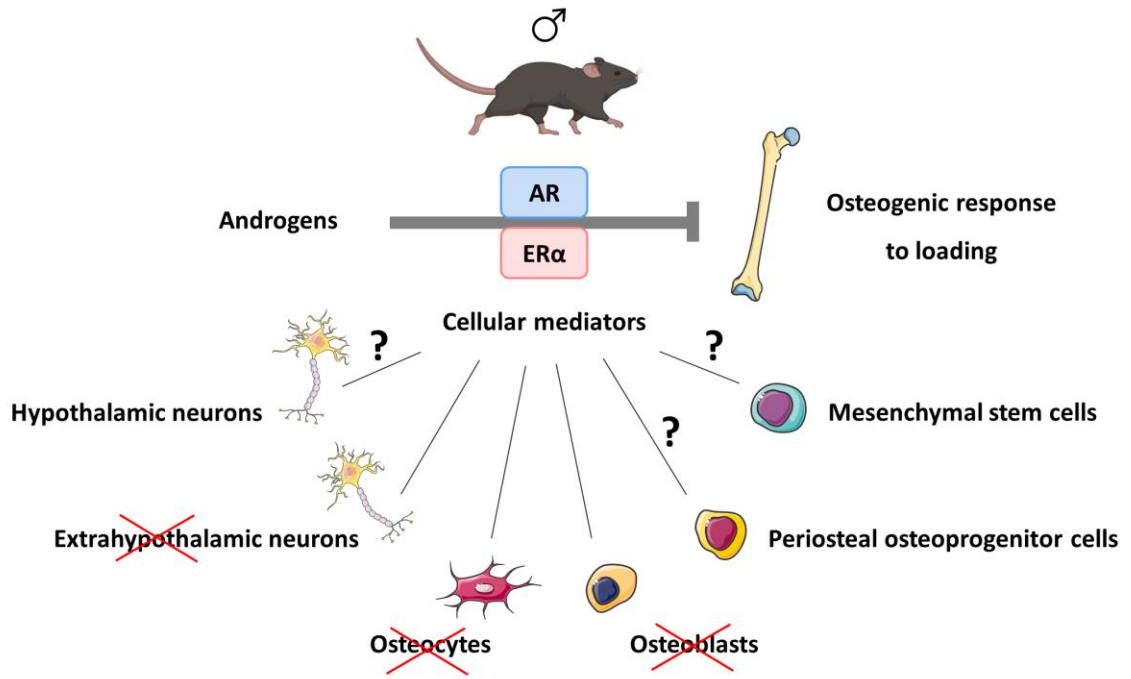 ♂
AR
Androgens
ERα
Osteogenic response
to loading
Cellular mediators
?
?
Hypothalamic neurons
Mesenchymal stem cells
?
Extrahypothalamic neurons
Periosteal osteoprogenitor cells
Osteocytes
Osteoblasts